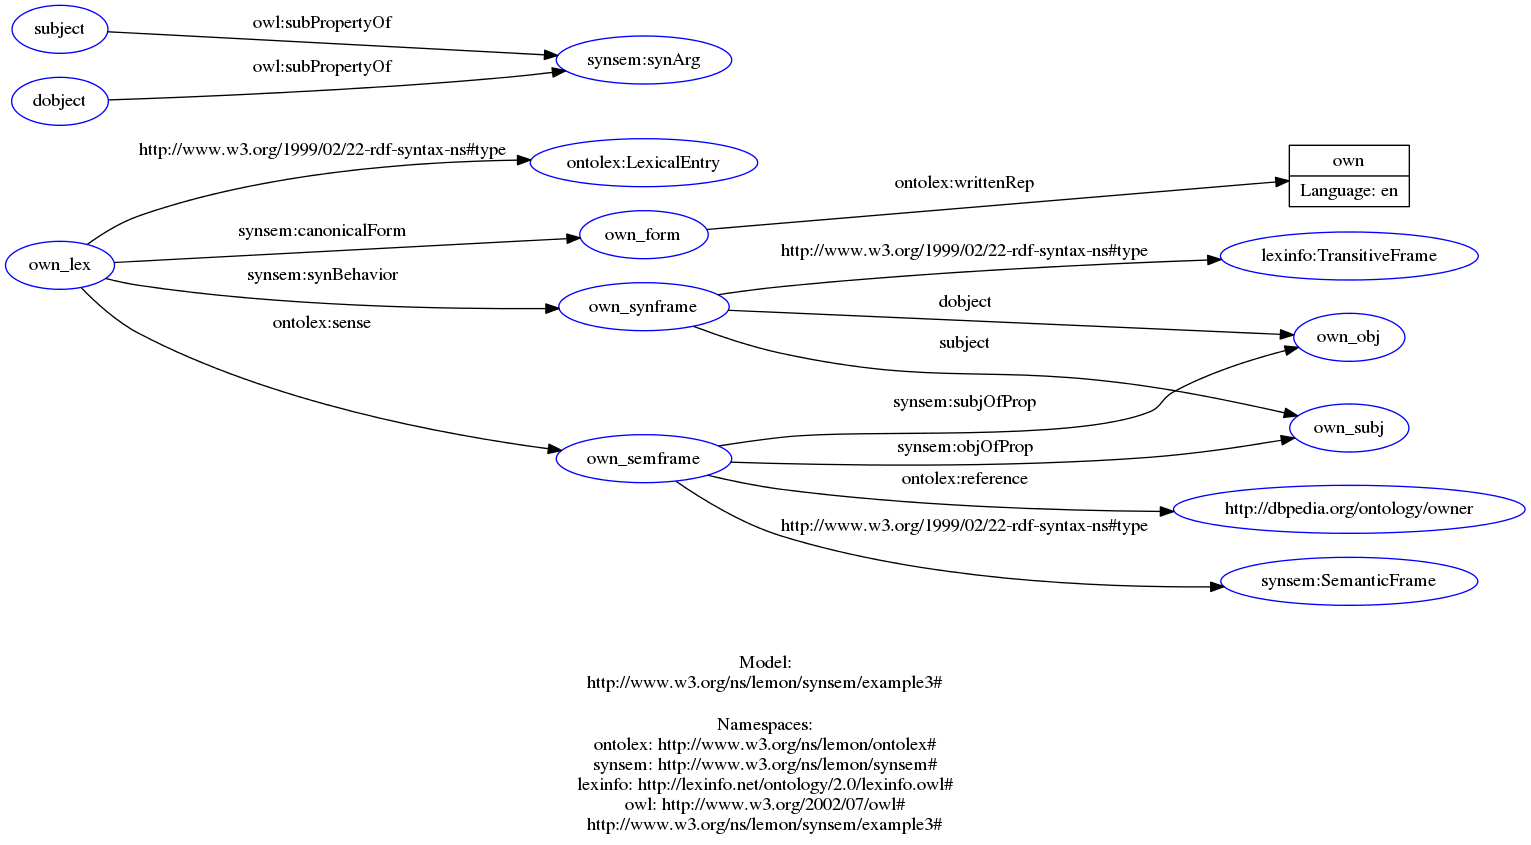 subject
owl:subPropertyOf
synsem:synArg
dobject
owl:subPropertyOf
http://www.w3.org/1999/02/22-rdf-syntax-ns#type
ontolex:LexicalEntry
own
Language: en
ontolex:writtenRep
own_lex
synsem:canonicalForm
own_form
http://www.w3.org/1999/02/22-rdf-syntax-ns#type
lexinfo:TransitiveFrame
synsem:synBehavior
own_synframe
dobject
own_obj
ontolex:sense
subject
synsem:subjOfProp
own_subj
own_semframe
synsem:objOfProp
ontolex:reference
http://dbpedia.org/ontology/owner
http://www.w3.org/1999/02/22-rdf-syntax-ns#type
synsem:SemanticFrame
Model:
http://www.w3.org/ns/lemon/synsem/example3#
Namespaces:
ontolex: http://www.w3.org/ns/lemon/ontolex#
synsem: http://www.w3.org/ns/lemon/synsem#
lexinfo: http://lexinfo.net/ontology/2.0/lexinfo.owl#
owl: http://www.w3.org/2002/07/owl#
http://www.w3.org/ns/lemon/synsem/example3#